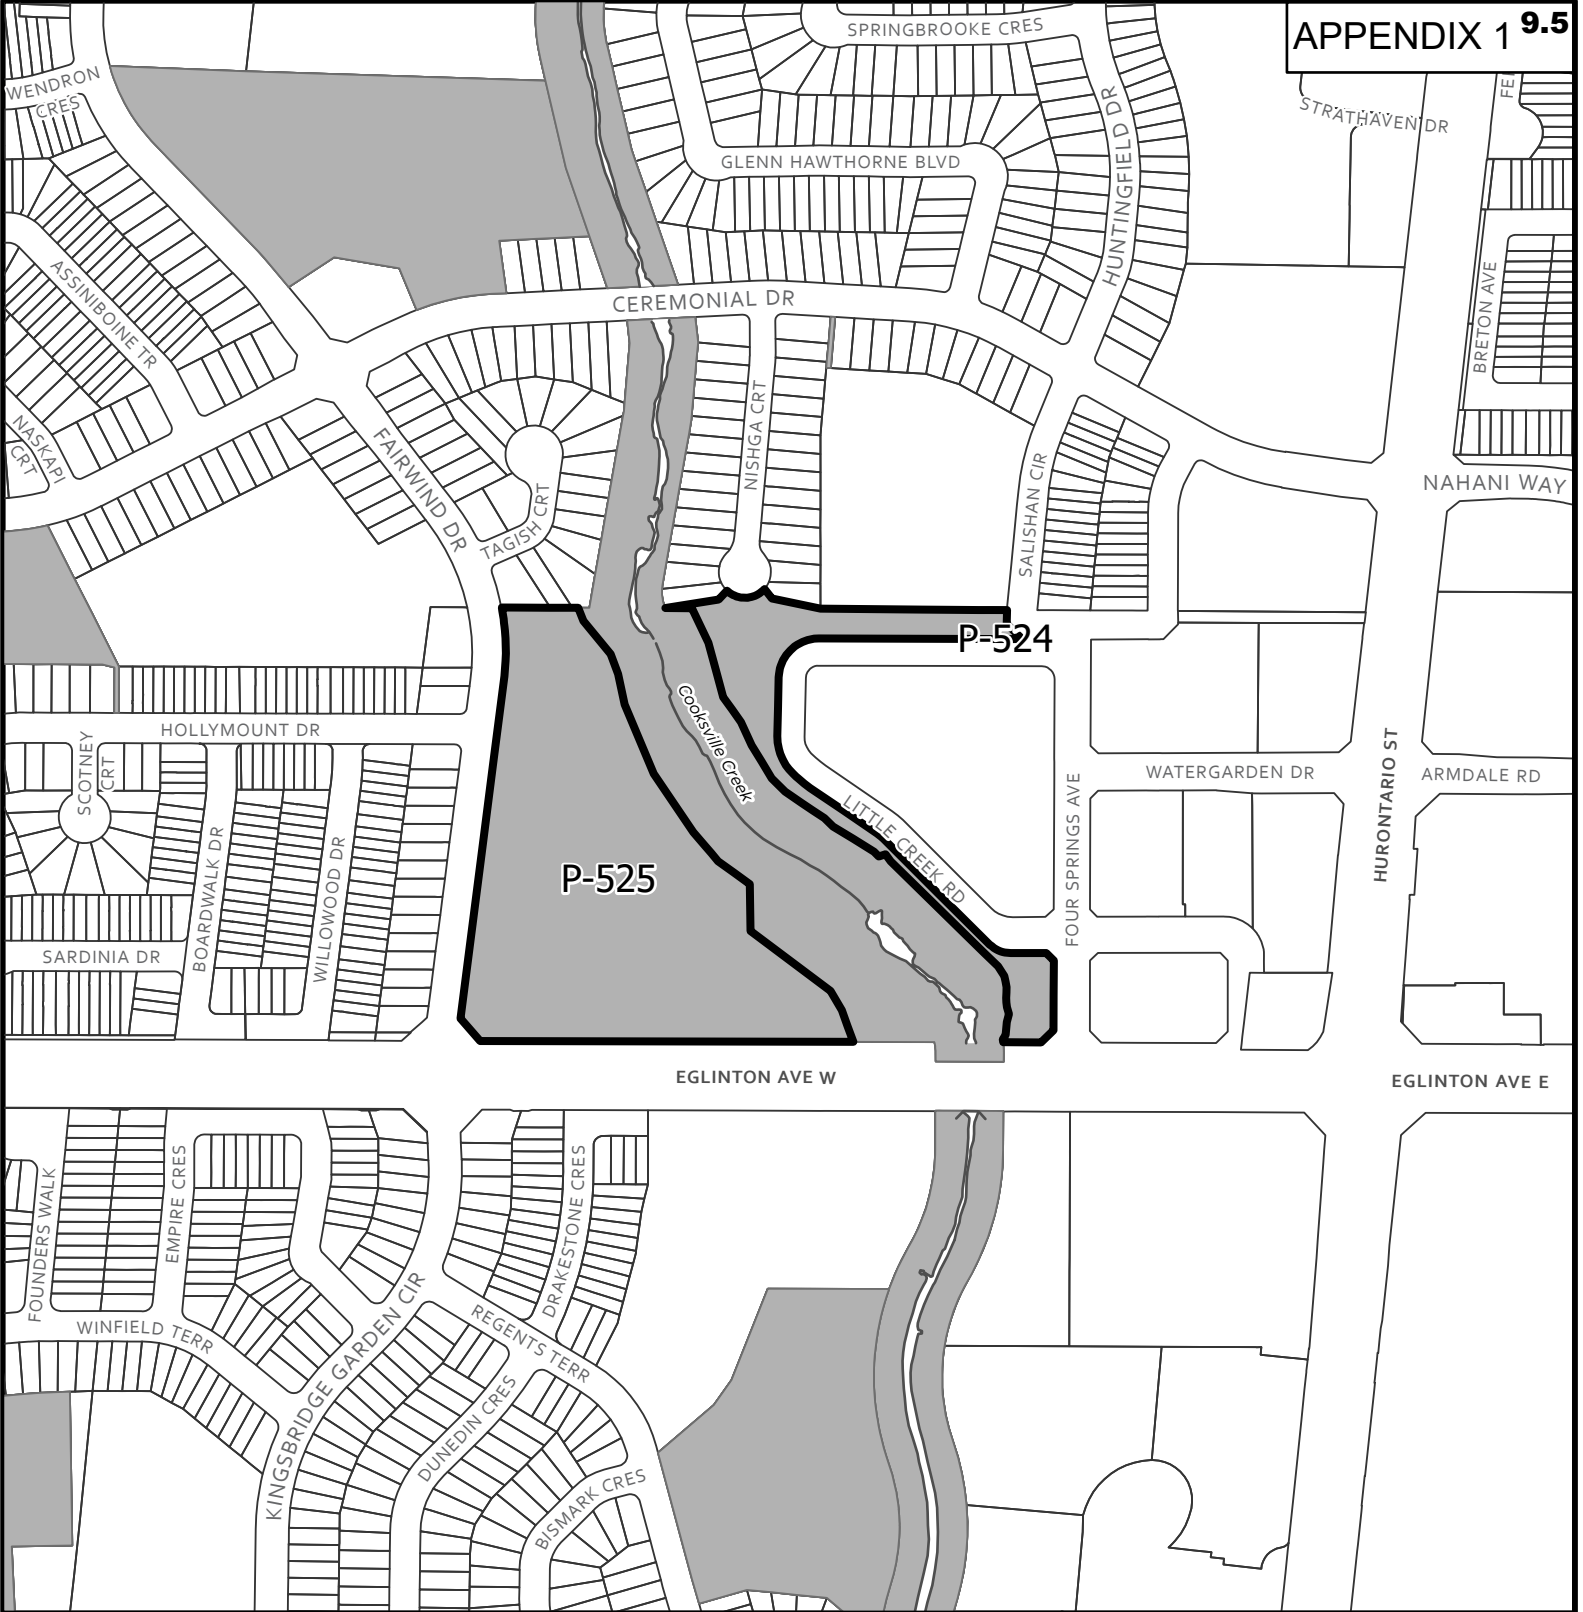 APPENDIX 1
9.5
SPRINGBROOKE CRES
WENDRON
CRES
STRATHAVEN DR
GLENN HAWTHORNE BLVD
HUNTINGFIELD DR
ASSINIBOINE TR
CEREMONIAL DR
BRETON AVE
NASKAPI
CRT
FAIRWIND DR
TAGISH CRT
NISHGA CRT
SALISHAN CIR
NAHANI WAY
P-524
HOLLYMOUNT DR
SCOTNEY
CRT
Cooksville Creek
WATERGARDEN DR
HURONTARIO ST
ARMDALE RD
BOARDWALK DR
WILLOWOOD DR
P-525
LITTLE CREEK RD
FOUR SPRINGS AVE
SARDINIA DR
EGLINTON AVE W
EGLINTON AVE E
FOUNDERS WALK
EMPIRE CRES
DRAKESTONE CRES
WINFIELD TERR
KINGSBRIDGE GARDEN CIR
REGENTS TERR
DUNEDIN CRES
BISMARK CRES